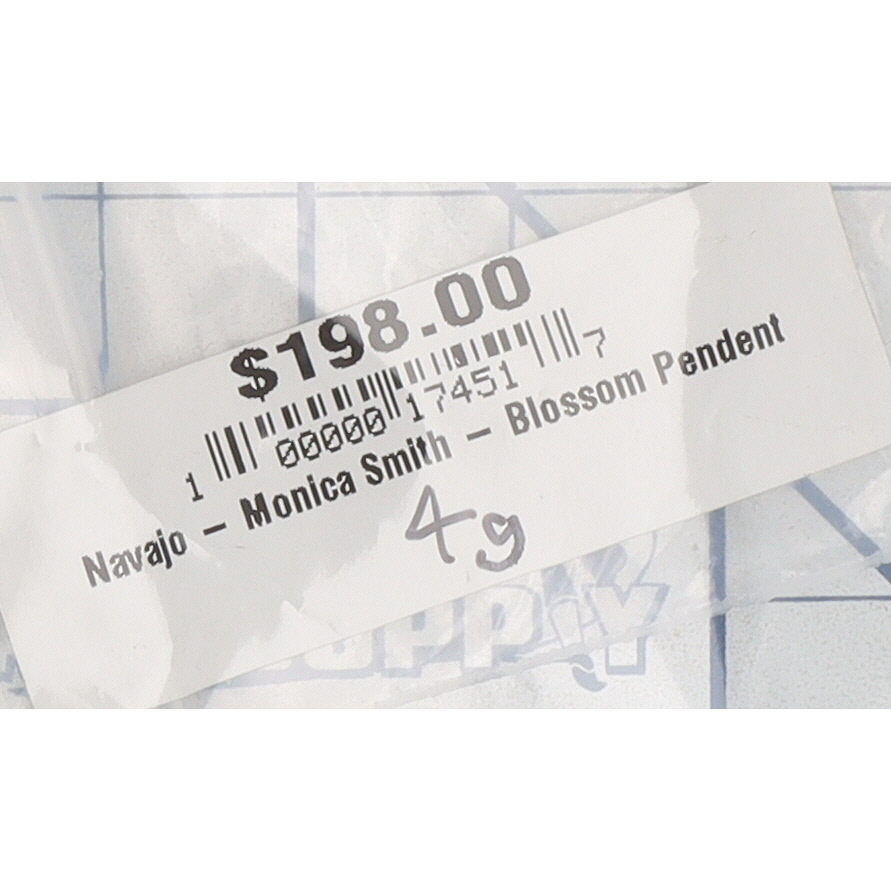 $198.00
1 00000 17451 7
Navajo - Monica Smith - Blossom Pendent
4g